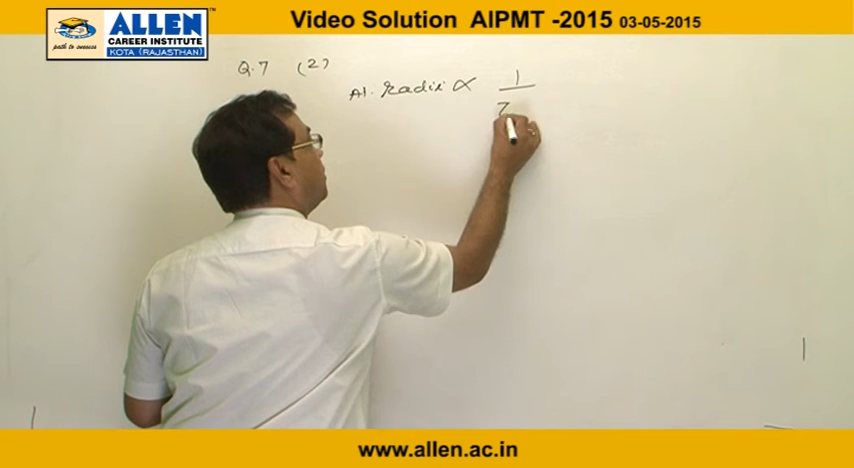 Video Solution AIPMT -2015 03-05-2015
ALLEN
TM
CAREER INSTITUTE
KOTA (RAJASTHAN)
path to success
Q.7 (2)
At. radii ∝ 1/Z
www.allen.ac.in